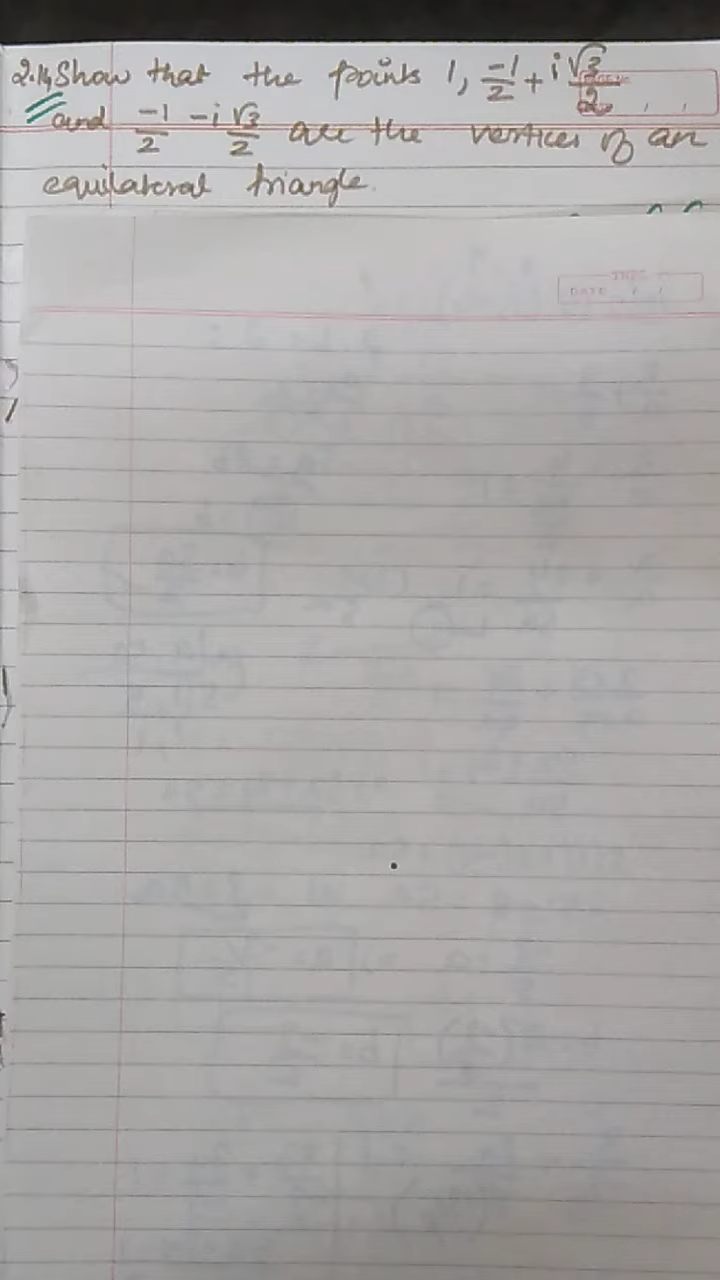 2.14 Show that the points 1, -1/2 + i √3/2
and -1/2 - i √3/2 are the vertices of an
equilateral triangle.
DATE